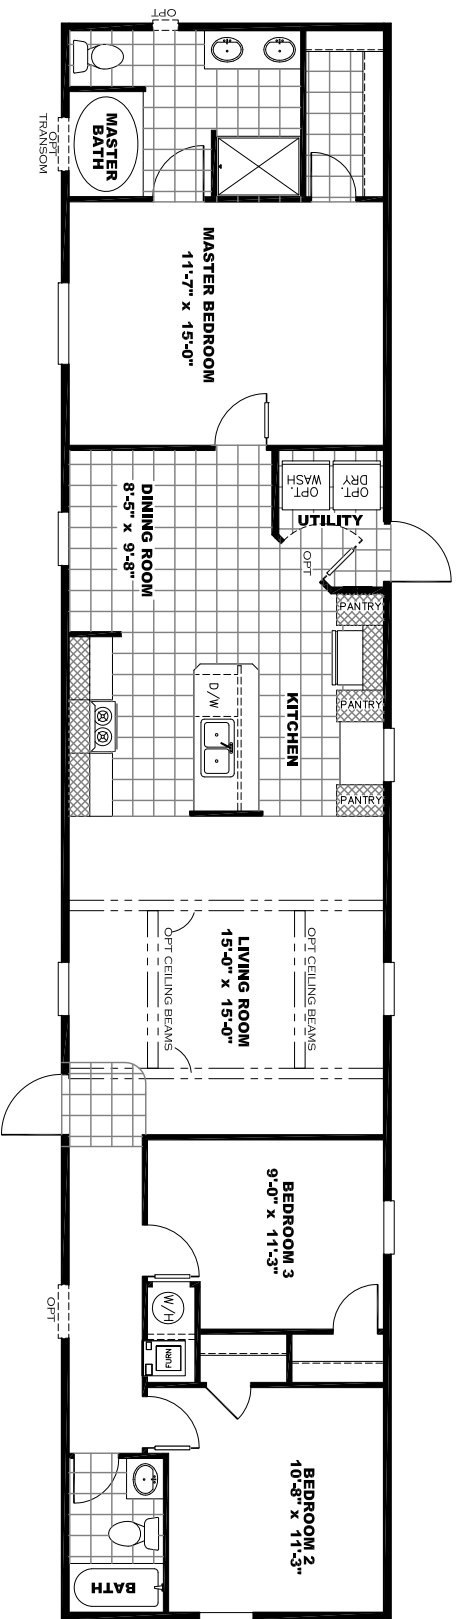 OPT
OPT
TRANSOM
MASTER
BATH
MASTER BEDROOM
11'-7" x 15'-0"
OPT.
WASH
OPT.
DRY
UTILITY
OPT
DINING ROOM
8'-5" x 9'-8"
PANTRY
D/W
KITCHEN
PANTRY
PANTRY
OPT CEILING BEAMS
LIVING ROOM
15'-0" x 15'-0"
OPT CEILING BEAMS
BEDROOM 3
9'-0" x 11'-3"
OPT
W/H
FURN
BEDROOM 2
10'-8" x 11'-3"
BATH